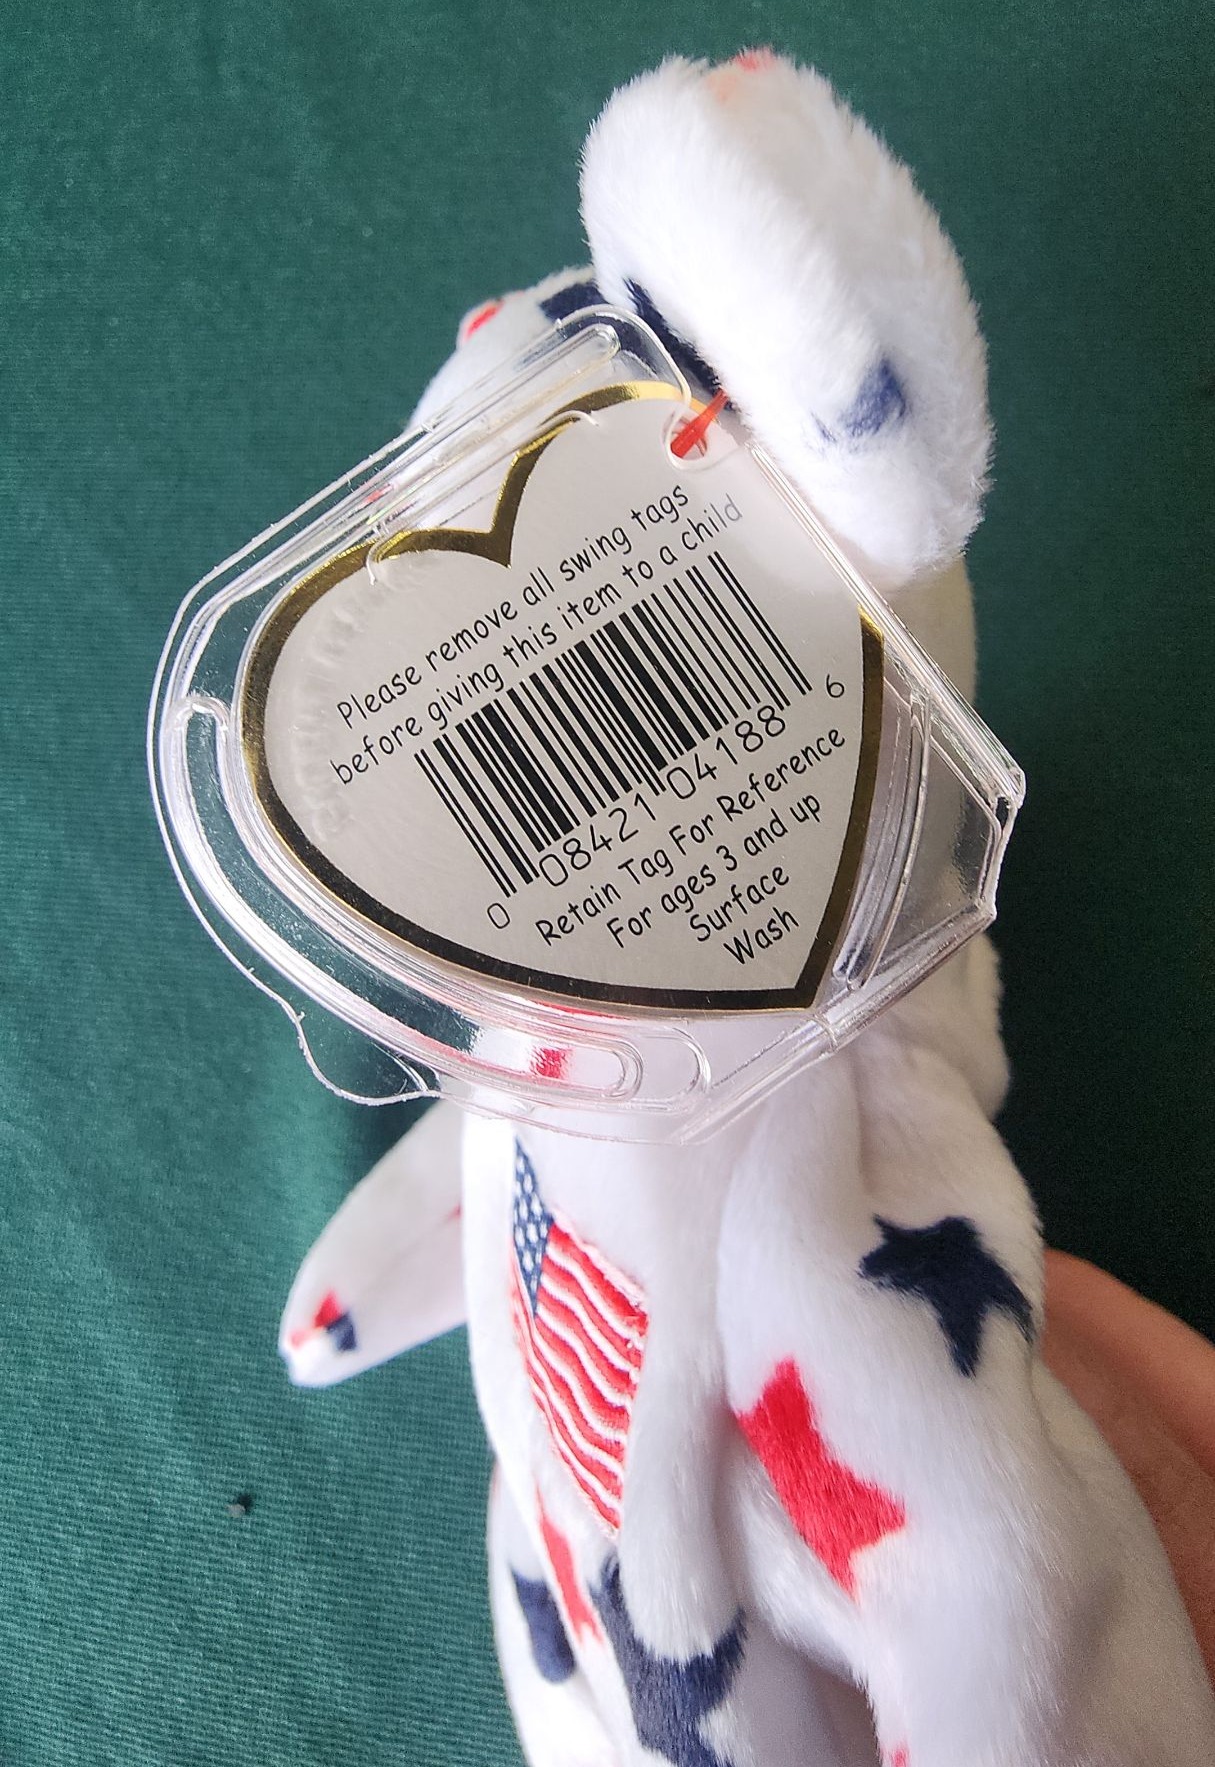 Please remove all swing tags
before giving this item to a child
0 08421 04188 6
Retain Tag For Reference
For ages 3 and up
Surface
Wash